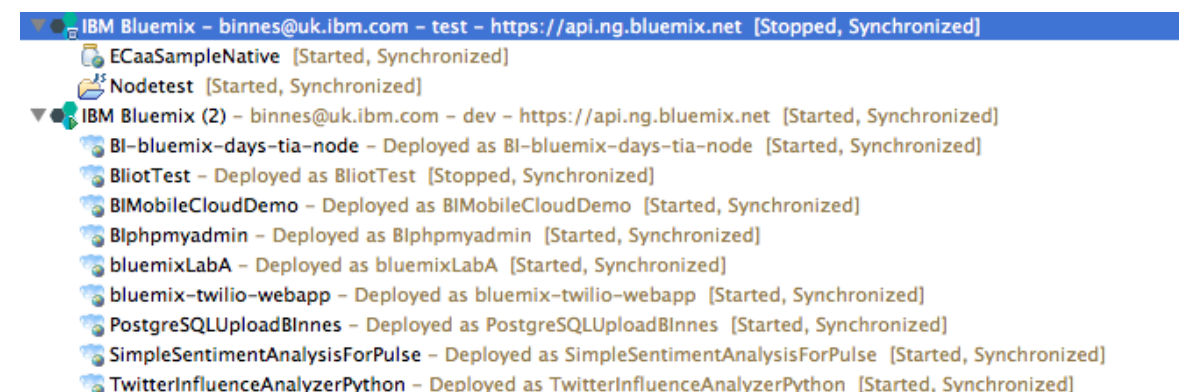 IBM Bluemix – binnes@uk.ibm.com – test – https://api.ng.bluemix.net [Stopped, Synchronized]
ECaaSampleNative [Started, Synchronized]
Nodetest [Started, Synchronized]
IBM Bluemix (2) – binnes@uk.ibm.com – dev – https://api.ng.bluemix.net [Started, Synchronized]
BI-bluemix-days-tia-node – Deployed as BI-bluemix-days-tia-node [Started, Synchronized]
BIiotTest – Deployed as BIiotTest [Stopped, Synchronized]
BIMobileCloudDemo – Deployed as BIMobileCloudDemo [Started, Synchronized]
BIphpmyadmin – Deployed as BIphpmyadmin [Started, Synchronized]
bluemixLabA – Deployed as bluemixLabA [Started, Synchronized]
bluemix-twilio-webapp – Deployed as bluemix-twilio-webapp [Started, Synchronized]
PostgreSQLUploadBInnes – Deployed as PostgreSQLUploadBInnes [Started, Synchronized]
SimpleSentimentAnalysisForPulse – Deployed as SimpleSentimentAnalysisForPulse [Started, Synchronized]
TwitterInfluenceAnalyzerPython – Deployed as TwitterInfluenceAnalyzerPython [Started, Synchronized]